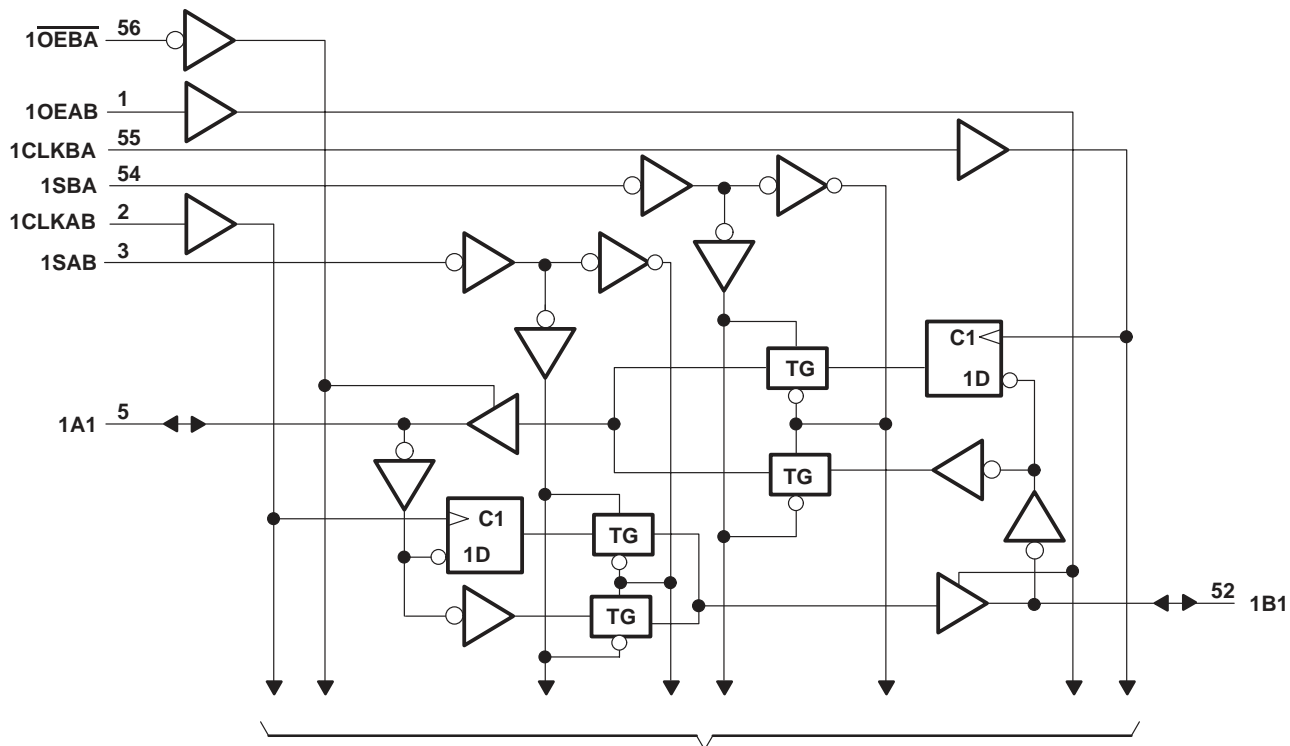 1O̅E̅B̅A̅ 56
1OEAB 1
1CLKBA 55
1SBA 54
1CLKAB 2
1SAB 3
C1
TG
1D
1A1 5
TG
C1
TG
1D
TG
52 1B1